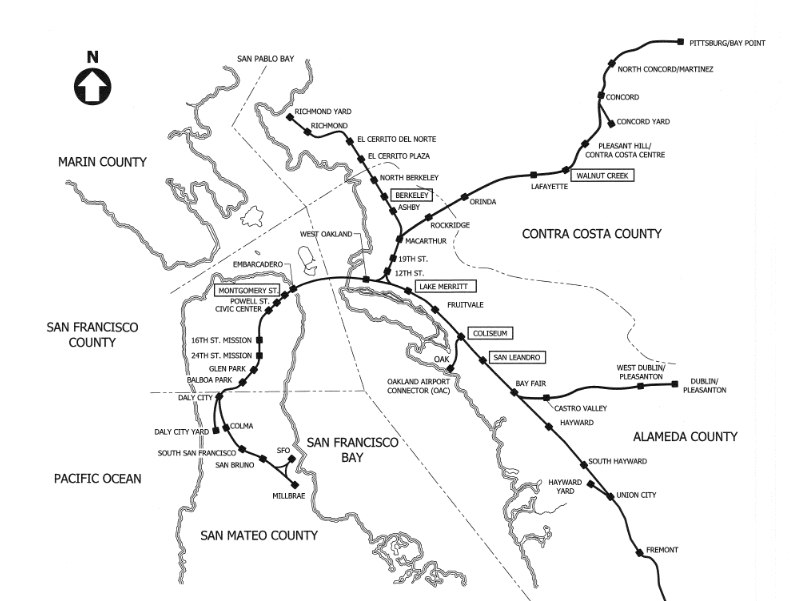 N
SAN PABLO BAY
PITTSBURG/BAY POINT
NORTH CONCORD/MARTINEZ
CONCORD
CONCORD YARD
RICHMOND YARD
RICHMOND
EL CERRITO DEL NORTE
PLEASANT HILL/
CONTRA COSTA CENTRE
MARIN COUNTY
EL CERRITO PLAZA
NORTH BERKELEY
WALNUT CREEK
LAFAYETTE
BERKELEY
ORINDA
ASHBY
ROCKRIDGE
WEST OAKLAND
MACARTHUR
CONTRA COSTA COUNTY
19TH ST.
EMBARCADERO
12TH ST.
MONTGOMERY ST.
LAKE MERRITT
POWELL ST.
CIVIC CENTER
FRUITVALE
SAN FRANCISCO
COUNTY
16TH ST. MISSION
COLISEUM
24TH ST. MISSION
OAK
SAN LEANDRO
GLEN PARK
BALBOA PARK
OAKLAND AIRPORT
CONNECTOR (OAC)
BAY FAIR
WEST DUBLIN/
PLEASANTON
DUBLIN/
PLEASANTON
DALY CITY
CASTRO VALLEY
HAYWARD
COLMA
DALY CITY YARD
ALAMEDA COUNTY
SAN FRANCISCO
BAY
SOUTH SAN FRANCISCO
SFO
SAN BRUNO
SOUTH HAYWARD
PACIFIC OCEAN
HAYWARD
YARD
MILLBRAE
UNION CITY
SAN MATEO COUNTY
FREMONT